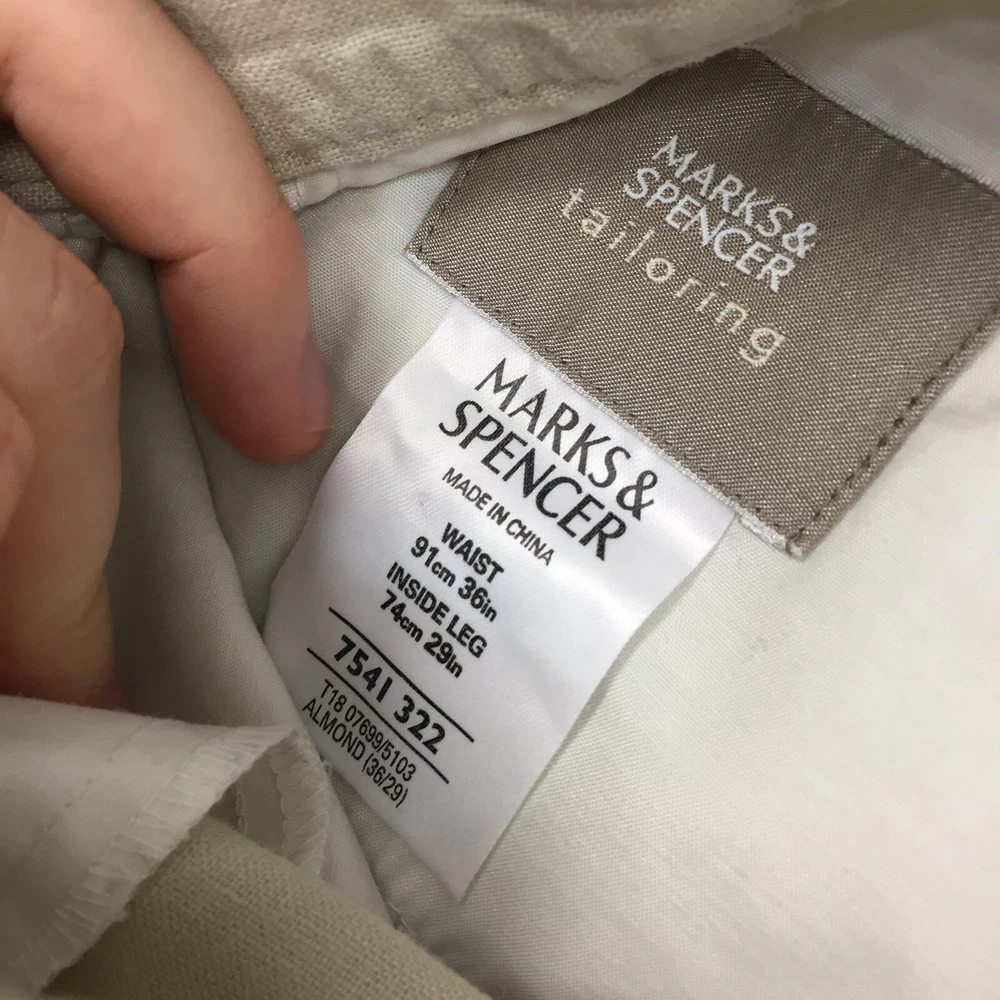 MARKS&
SPENCER
tailoring
MARKS&
SPENCER
MADE IN CHINA
WAIST
91cm 36in
INSIDE LEG
74cm 29in
7541 322
T18 07699/5103
ALMOND (36/29)